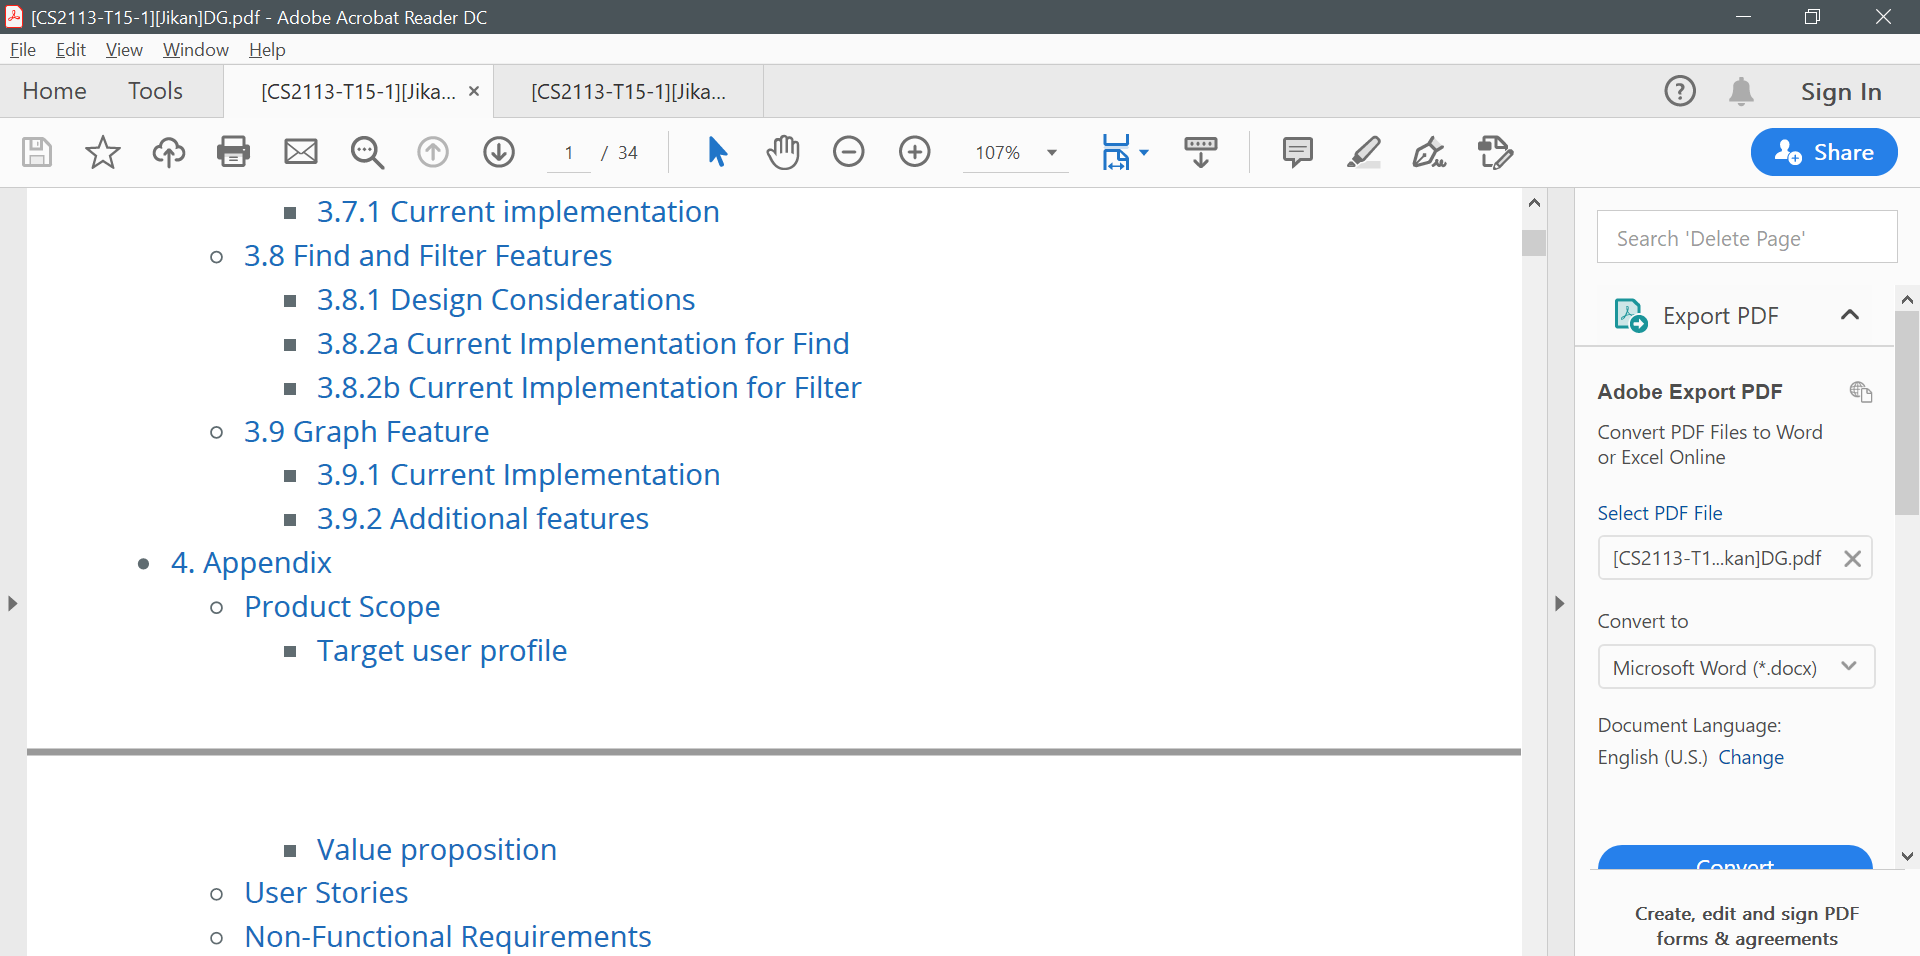 [CS2113-T15-1][Jikan]DG.pdf - Adobe Acrobat Reader DC
File Edit View Window Help
Home Tools [CS2113-T15-1][Jika... × [CS2113-T15-1][Jika... Sign In
1 / 34 107% Share
3.7.1 Current implementation
3.8 Find and Filter Features
3.8.1 Design Considerations
3.8.2a Current Implementation for Find
3.8.2b Current Implementation for Filter
3.9 Graph Feature
3.9.1 Current Implementation
3.9.2 Additional features
4. Appendix
Product Scope
Target user profile
Value proposition
User Stories
Non-Functional Requirements
Search 'Delete Page'
Export PDF
Adobe Export PDF
Convert PDF Files to Word
or Excel Online
Select PDF File
[CS2113-T1...kan]DG.pdf
Convert to
Microsoft Word (*.docx)
Document Language:
English (U.S.) Change
Convert
Create, edit and sign PDF
forms & agreements